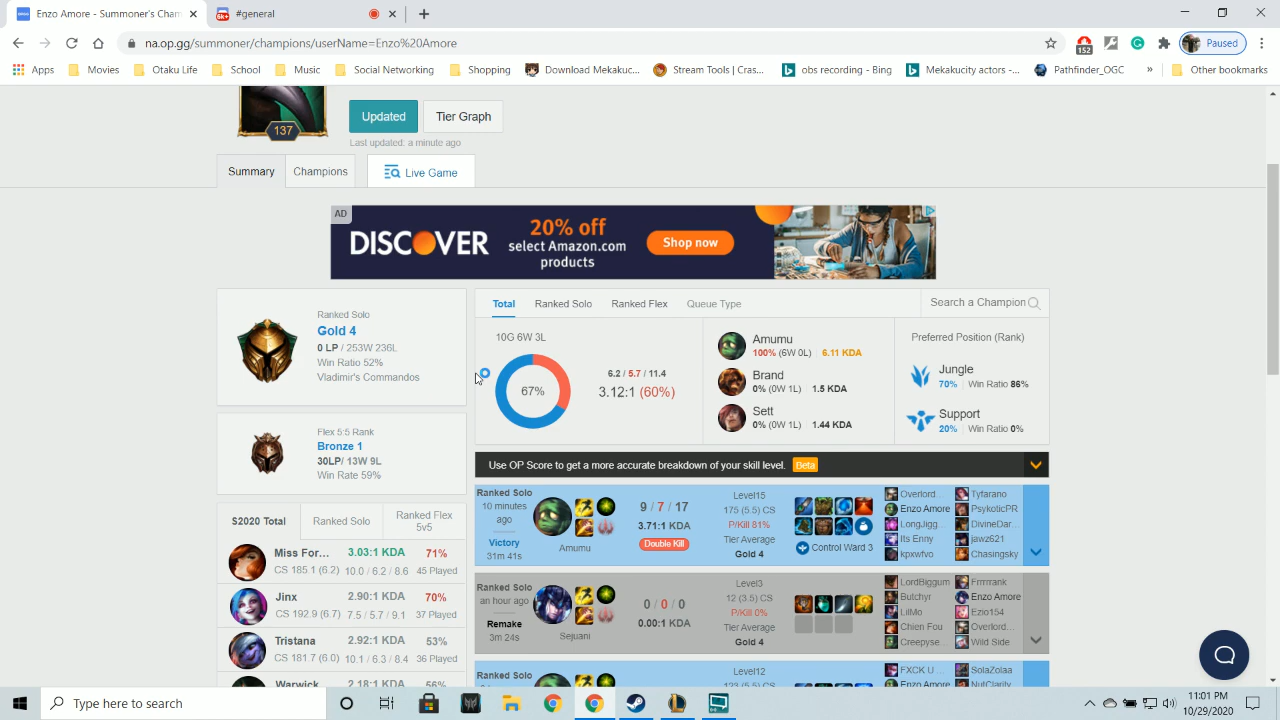 Enzo Amore - Summoner's Champ
#general
na.op.gg/summoner/champions/userName=Enzo%20Amore
152
Paused
Apps
Movies
Otaku Life
School
Music
Social Networking
Shopping
Download Mekakuc...
Stream Tools | Cras...
obs recording - Bing
Mekakucity actors -...
Pathfinder_OGC
»
Other bookmarks
137
Updated
Tier Graph
Last updated: a minute ago
Summary
Champions
Live Game
AD
DISCOVER
20% off
select Amazon.com
products
Shop now
Ranked Solo
Gold 4
0 LP / 253W 236L
Win Ratio 52%
Vladimir's Commandos
Flex 5:5 Rank
Bronze 1
30LP / 13W 9L
Win Rate 59%
S2020 Total
Ranked Solo
Ranked Flex
5v5
Miss For...
3.03:1 KDA
71%
CS 185.1 (6.2)
10.0 / 6.2 / 8.6
45 Played
Jinx
2.90:1 KDA
70%
CS 192.9 (6.7)
7.5 / 5.7 / 9.1
37 Played
Tristana
2.92:1 KDA
53%
CS 181.7 (6.0)
10.1 / 6.3 / 8.4
36 Played
Warwick
2.18:1 KDA
56%
Total
Ranked Solo
Ranked Flex
Queue Type
Search a Champion
10G 6W 3L
67%
6.2 / 5.7 / 11.4
3.12:1 (60%)
Amumu
100% (6W 0L)
6.11 KDA
Brand
0% (0W 1L)
1.5 KDA
Sett
0% (0W 1L)
1.44 KDA
Preferred Position (Rank)
Jungle
70%
Win Ratio 86%
Support
20%
Win Ratio 0%
Use OP Score to get a more accurate breakdown of your skill level.
Beta
Ranked Solo
10 minutes
ago
Victory
31m 41s
Amumu
9 / 7 / 17
3.71:1 KDA
Double Kill
Level15
175 (5.5) CS
P/Kill 81%
Tier Average
Gold 4
Control Ward 3
Overlord...
Enzo Amore
LongJigg...
Its Enny
kpxwfvo
Tyfarano
PsykoticPR
DivineDar...
jawz621
Chasingsky
Ranked Solo
an hour ago
Remake
3m 24s
Sejuani
0 / 0 / 0
0.00:1 KDA
Level3
12 (3.5) CS
P/Kill 0%
Tier Average
Gold 4
LordBiggum
Butchyr
LilMo
Chien Fou
Creepyse...
Frrrrrank
Enzo Amore
Ezio154
Overlord...
Wild Side
Ranked Solo
Level12
FXCK U ...
Enzo Amore
SolaZolaa
NutClarity
Type here to search
11:01 PM
10/29/2020